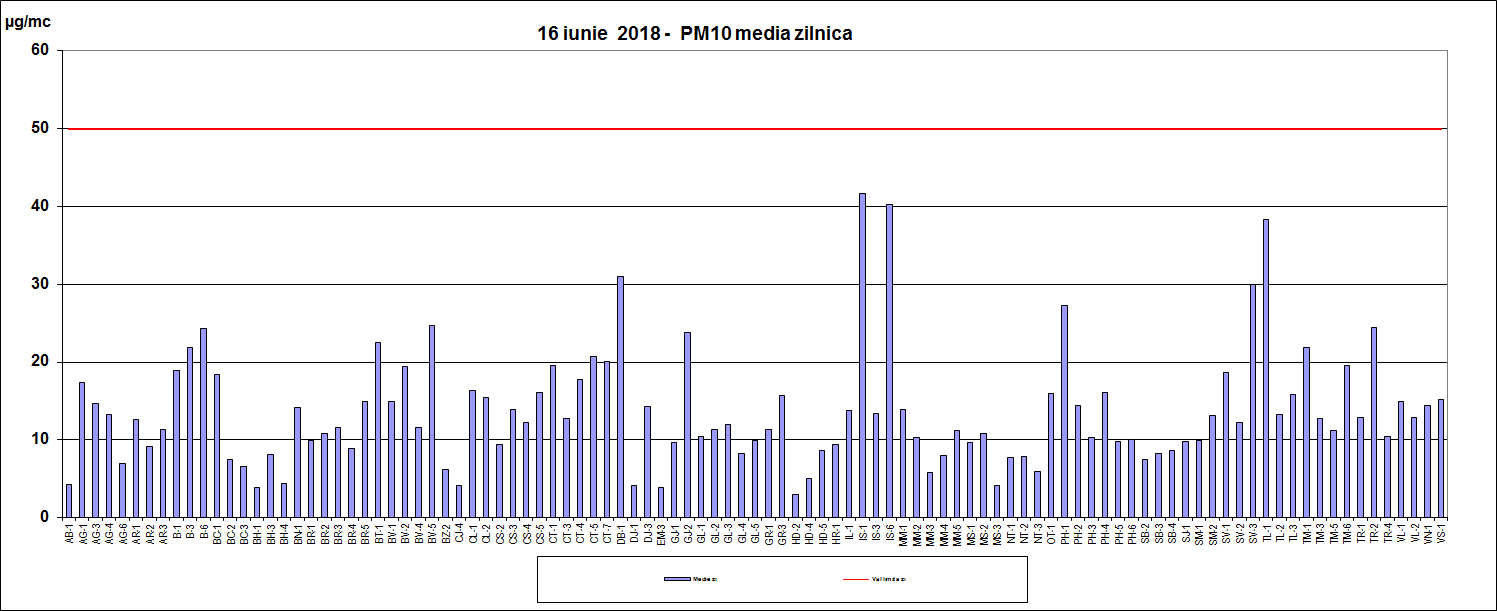 µg/mc
16 iunie 2018 - PM10 media zilnica
60
50
40
30
20
10
0
AB-1 AG-1 AG-3 AG-4 AG-6 AR-1 AR-2 AR-3 B-1 B-3 B-6 BC-1 BC-2 BC-3 BH-1 BH-3 BH-4 BN-1 BR-1 BR-2 BR-3 BR-4 BR-5 BT-1 BV-1 BV-2 BV-4 BV-5 BZ-2 CJ-4 CL-1 CL-2 CS-2 CS-3 CS-4 CS-5 CT-1 CT-3 CT-4 CT-5 CT-7 DB-1 DJ-1 DJ-3 EM-3 GJ-1 GJ-2 GL-1 GL-2 GL-3 GL-4 GL-5 GR-1 GR-3 HD-2 HD-4 HD-5 HR-1 IL-1 IS-1 IS-3 IS-6 MM-1 MM-2 MM-3 MM-4 MM-5 MS-1 MS-2 MS-3 NT-1 NT-2 NT-3 OT-1 PH-1 PH-2 PH-3 PH-4 PH-5 PH-6 SB-2 SB-3 SB-4 SJ-1 SM-1 SM-2 SV-1 SV-2 SV-3 TL-1 TL-2 TL-3 TM-1 TM-3 TM-5 TM-6 TR-1 TR-2 TR-4 VL-1 VL-2 VN-1 VS-1
Media zi Val limita zi